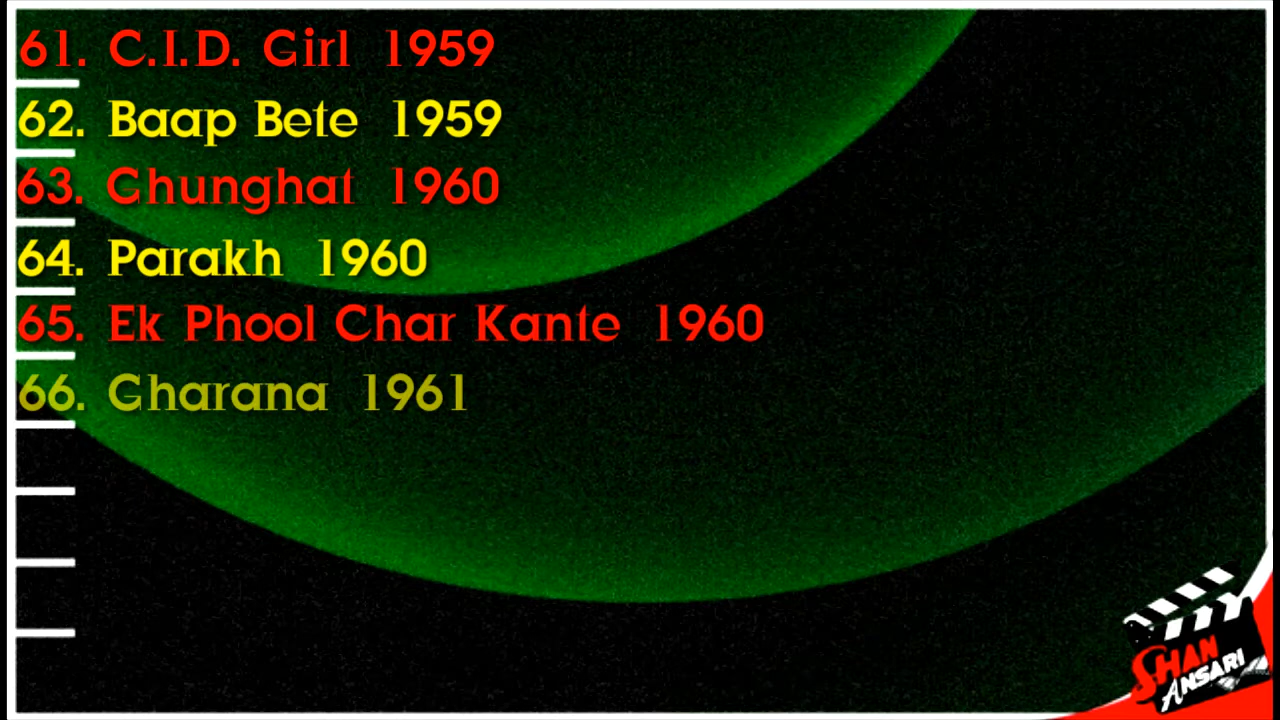 61. C.I.D. Girl 1959
62. Baap Bete 1959
63. Ghunghat 1960
64. Parakh 1960
65. Ek Phool Char Kante 1960
66. Gharana 1961
SHAN
ANSARI